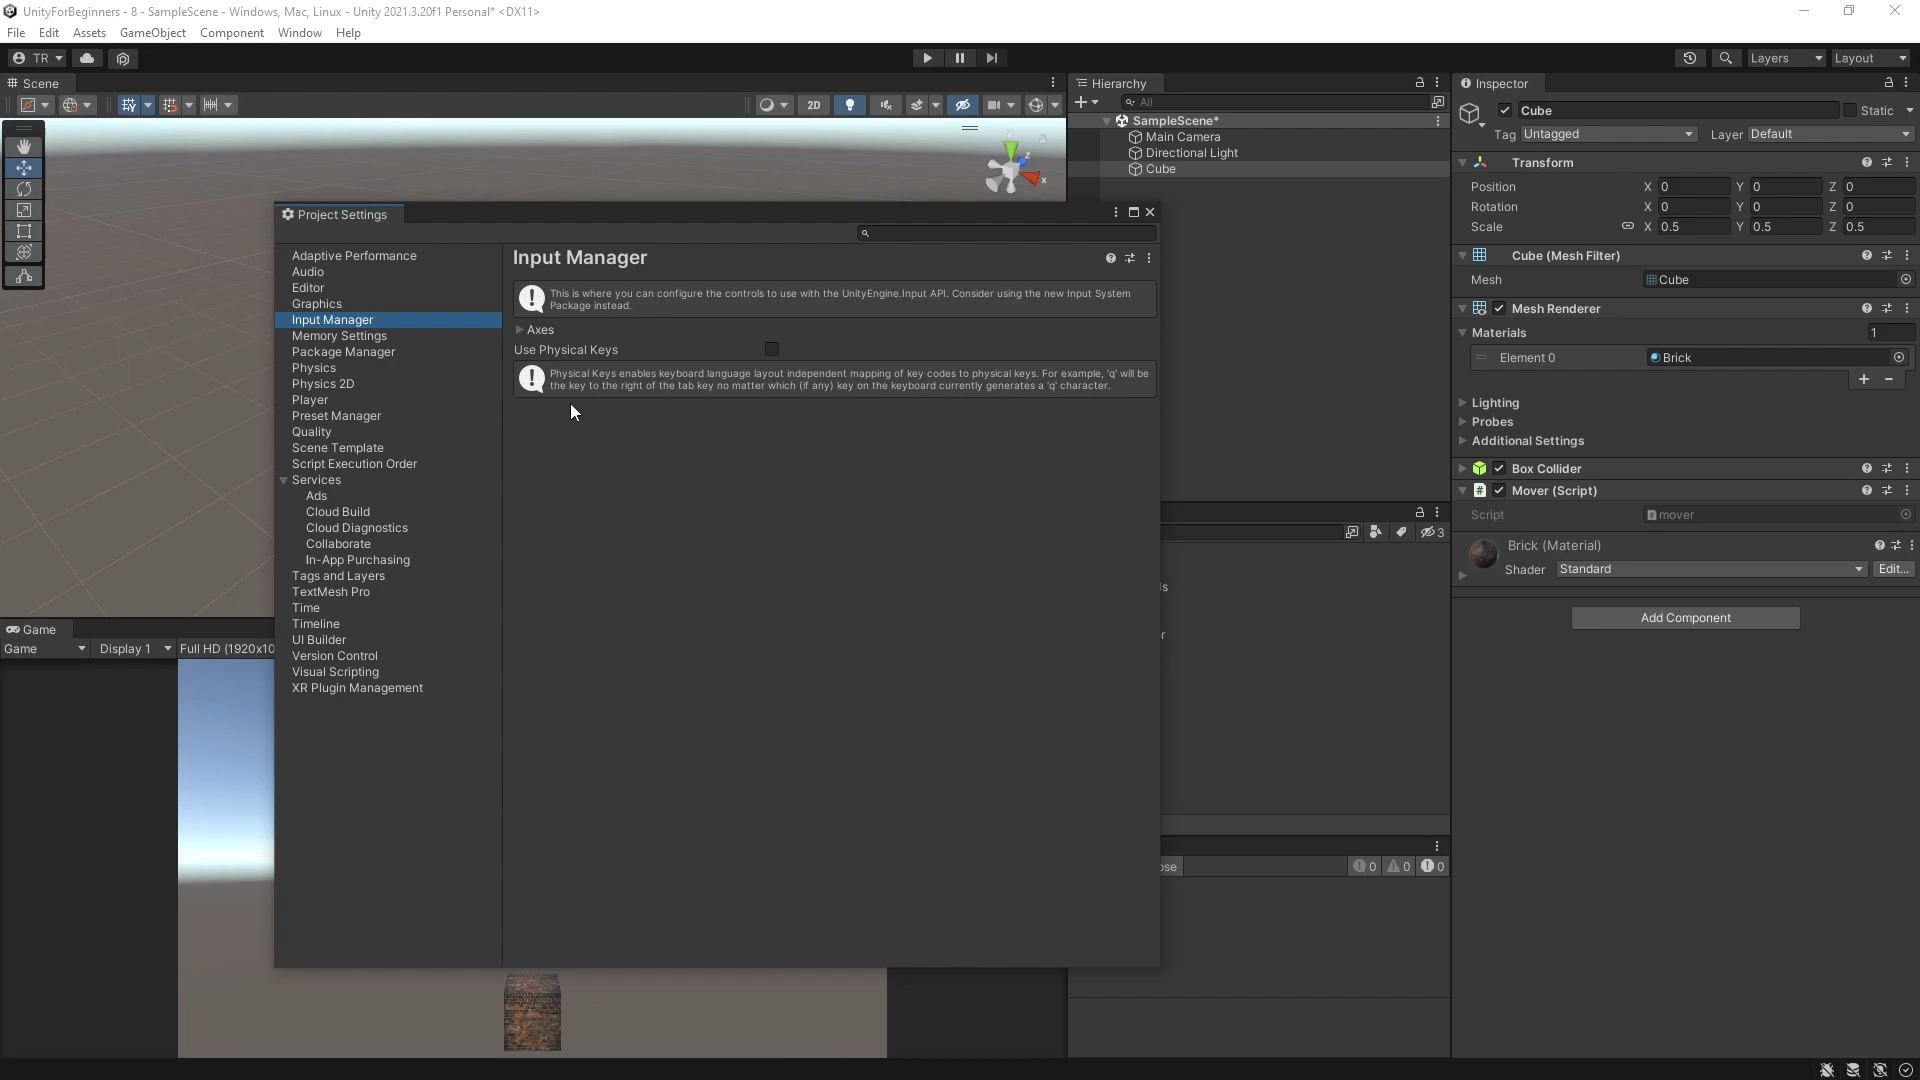 UnityForBeginners - 8 - SampleScene - Windows, Mac, Linux - Unity 2021.3.20f1 Personal* <DX11>
File Edit Assets GameObject Component Window Help
TR Layers Layout
Scene
2D
Y
Z
X
Game
Game Display 1 Full HD (1920x10
Project Settings
Adaptive Performance
Audio
Editor
Graphics
Input Manager
Memory Settings
Package Manager
Physics
Physics 2D
Player
Preset Manager
Quality
Scene Template
Script Execution Order
Services
Ads
Cloud Build
Cloud Diagnostics
Collaborate
In-App Purchasing
Tags and Layers
TextMesh Pro
Time
Timeline
UI Builder
Version Control
Visual Scripting
XR Plugin Management
Input Manager
This is where you can configure the controls to use with the UnityEngine.Input API. Consider using the new Input System
Package instead.
Axes
Use Physical Keys
Physical Keys enables keyboard language layout independent mapping of key codes to physical keys. For example, 'q' will be
the key to the right of the tab key no matter which (if any) key on the keyboard currently generates a 'q' character.
Hierarchy
All
SampleScene*
Main Camera
Directional Light
Cube
3
s
r
ose 0 0 0
Inspector
Cube Static
Tag Untagged Layer Default
Transform
Position X 0 Y 0 Z 0
Rotation X 0 Y 0 Z 0
Scale X 0.5 Y 0.5 Z 0.5
Cube (Mesh Filter)
Mesh Cube
Mesh Renderer
Materials 1
Element 0 Brick
Lighting
Probes
Additional Settings
Box Collider
Mover (Script)
Script mover
Brick (Material)
Shader Standard Edit...
Add Component